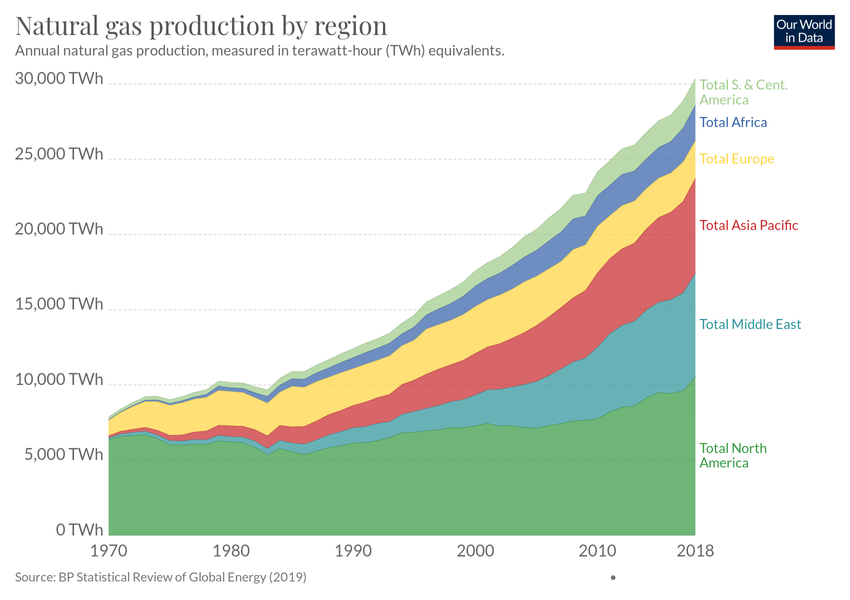 Natural gas production by region
Annual natural gas production, measured in terawatt-hour (TWh) equivalents.
Our World
in Data
30,000 TWh
25,000 TWh
20,000 TWh
15,000 TWh
10,000 TWh
5,000 TWh
0 TWh
Total S. & Cent.
America
Total Africa
Total Europe
Total Asia Pacific
Total Middle East
Total North
America
1970
1980
1990
2000
2010
2018
Source: BP Statistical Review of Global Energy (2019)